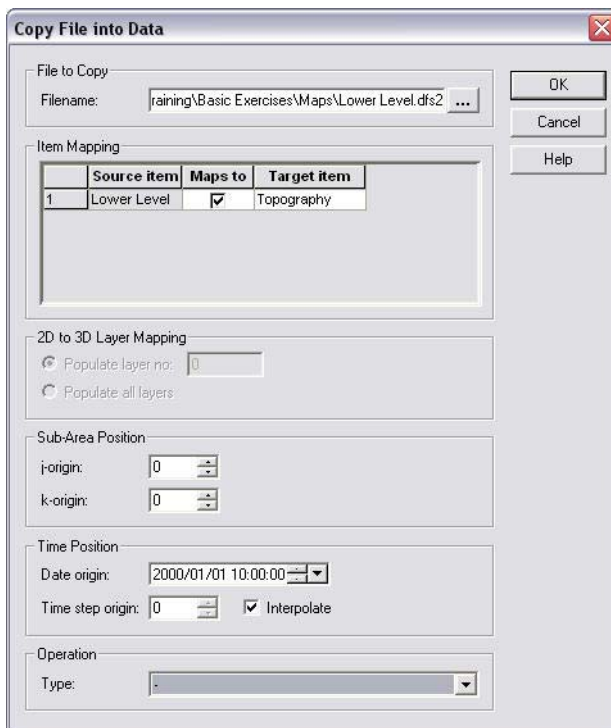 Copy File into Data
File to Copy
Filename: raining\Basic Exercises\Maps\Lower Level.dfs2 ...
OK
Cancel
Help
Item Mapping
Source item Maps to Target item
1 Lower Level Topography
2D to 3D Layer Mapping
Populate layer no: 0
Populate all layers
Sub-Area Position
j-origin: 0
k-origin: 0
Time Position
Date origin: 2000/01/01 10:00:00
Time step origin: 0 Interpolate
Operation
Type: -